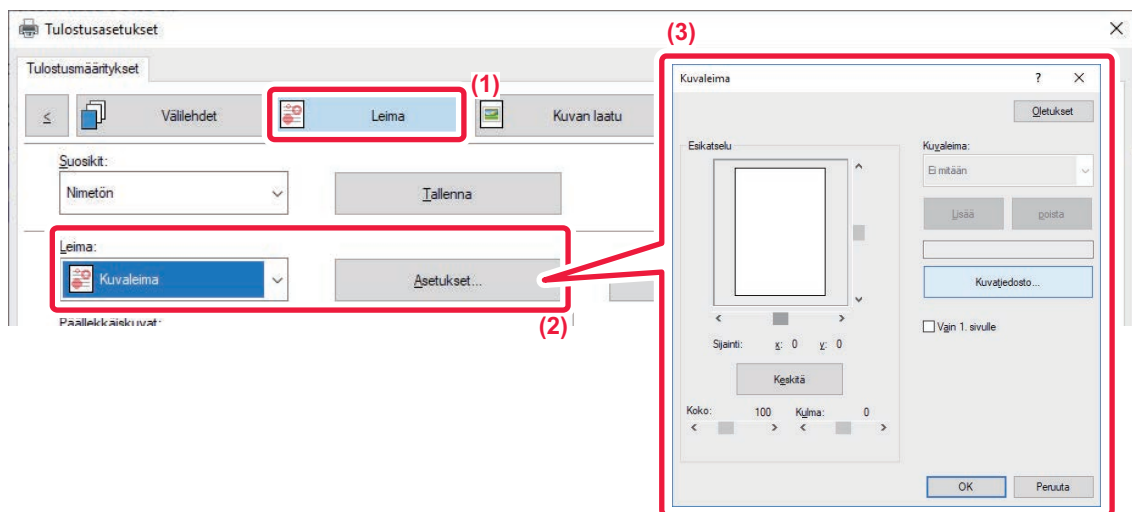 Tulostusasetukset
Tulostusmääritykset
(1)
<
Välilehdet
Leima
Kuvan laatu
Suosikit:
Nimetön
Tallenna
Leima:
Kuvaleima
Asetukset...
(2)
Päällekkäiskuvat:
(3)
Kuvaleima
?
Oletukset
Esikatselu
Kuvaleima:
Ei mitään
Lisää
poista
Kuvatiedosto...
Vain 1. sivulle
Sijainti: x: 0 y: 0
Keskitä
Koko: 100 Kulma: 0
OK
Peruuta